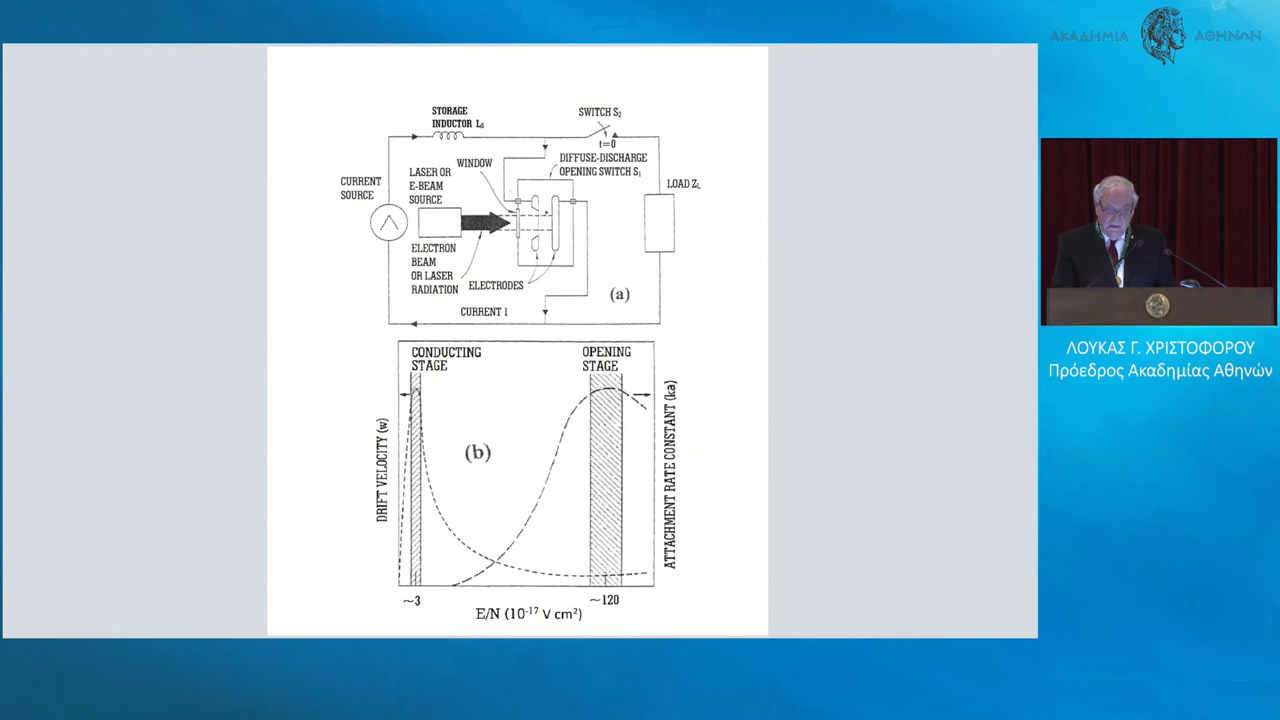 ΑΚΑΔΗΜΙΑ ΑΘΗΝΩΝ
STORAGE
INDUCTOR LS
SWITCH S2
t=0
WINDOW
DIFFUSE-DISCHARGE
OPENING SWITCH S1
LASER OR
E-BEAM
SOURCE
CURRENT
SOURCE
LOAD ZL
ELECTRON
BEAM
OR LASER
RADIATION
ELECTRODES
(a)
CURRENT I
CONDUCTING
STAGE
OPENING
STAGE
DRIFT VELOCITY (w)
(b)
ATTACHMENT RATE CONSTANT (ka)
~3
~120
E/N (10-17 V cm2)
ΛΟΥΚΑΣ Γ. ΧΡΙΣΤΟΦΟΡΟΥ
Πρόεδρος Ακαδημίας Αθηνών